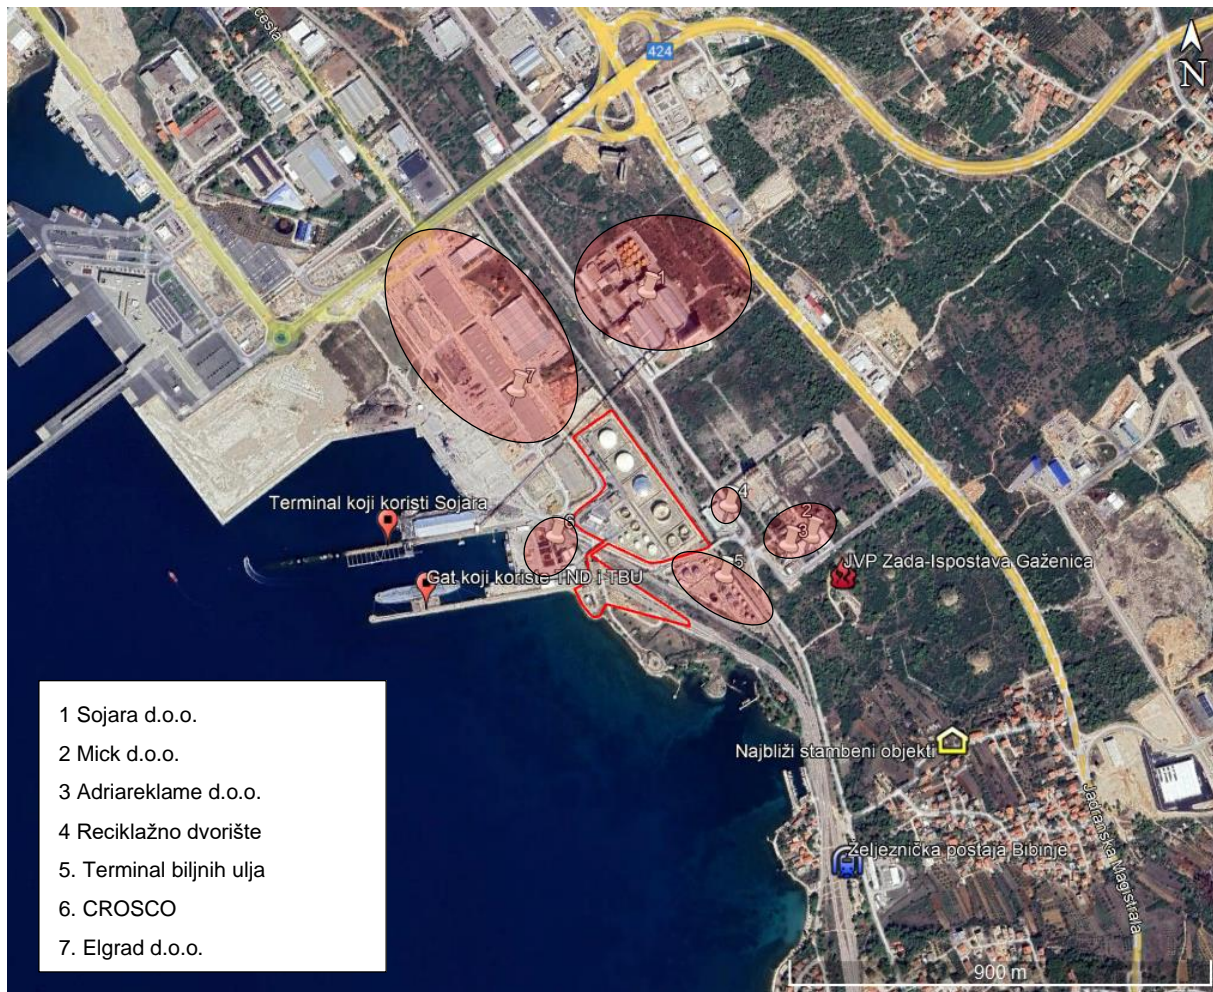 cesta
424
N
1
7
Terminal koji koristi Sojara
4
2
3
6
JVP Zada-Ispostava Gaženica
5
Gat koji koriste TND i TBU
1 Sojara d.o.o.
2 Mick d.o.o.
3 Adriareklame d.o.o.
4 Reciklažno dvorište
5. Terminal biljnih ulja
6. CROSCO
7. Elgrad d.o.o.
Najbliži stambeni objekti
Jadranska Magistrala
Željeznička postaja Bibinje
900 m